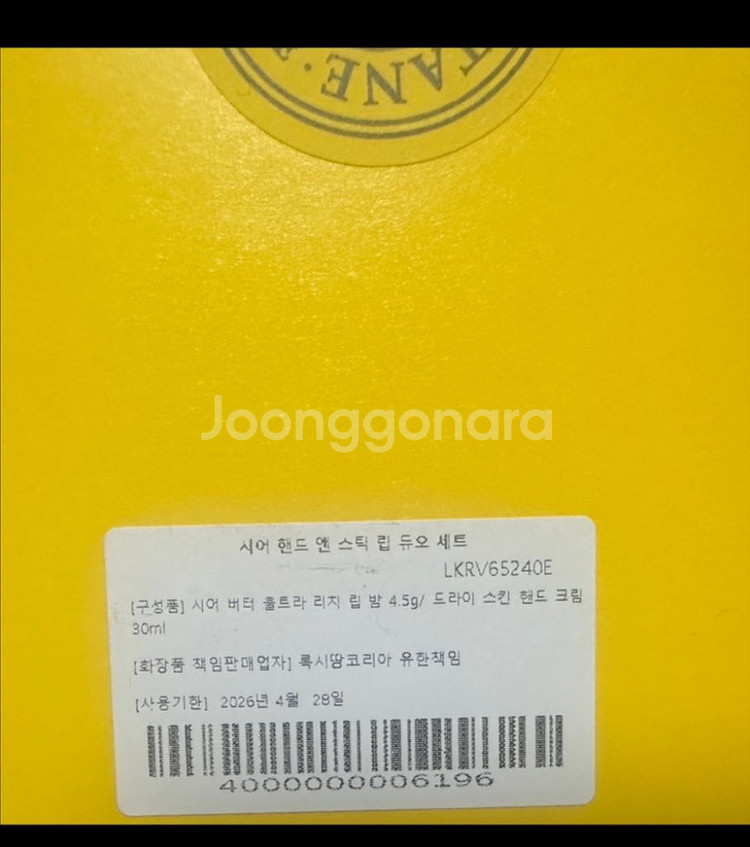 TANE
Joonggonara
시어 핸드 앤 스틱 립 듀오 세트
LKRV65240E
[구성품] 시어 버터 울트라 리치 립 밤 4.5g/ 드라이 스킨 핸드 크림
30ml
[화장품 책임판매업자] 록시땅코리아 유한책임
[사용기한] 2026년 4월 28일
4000000006196